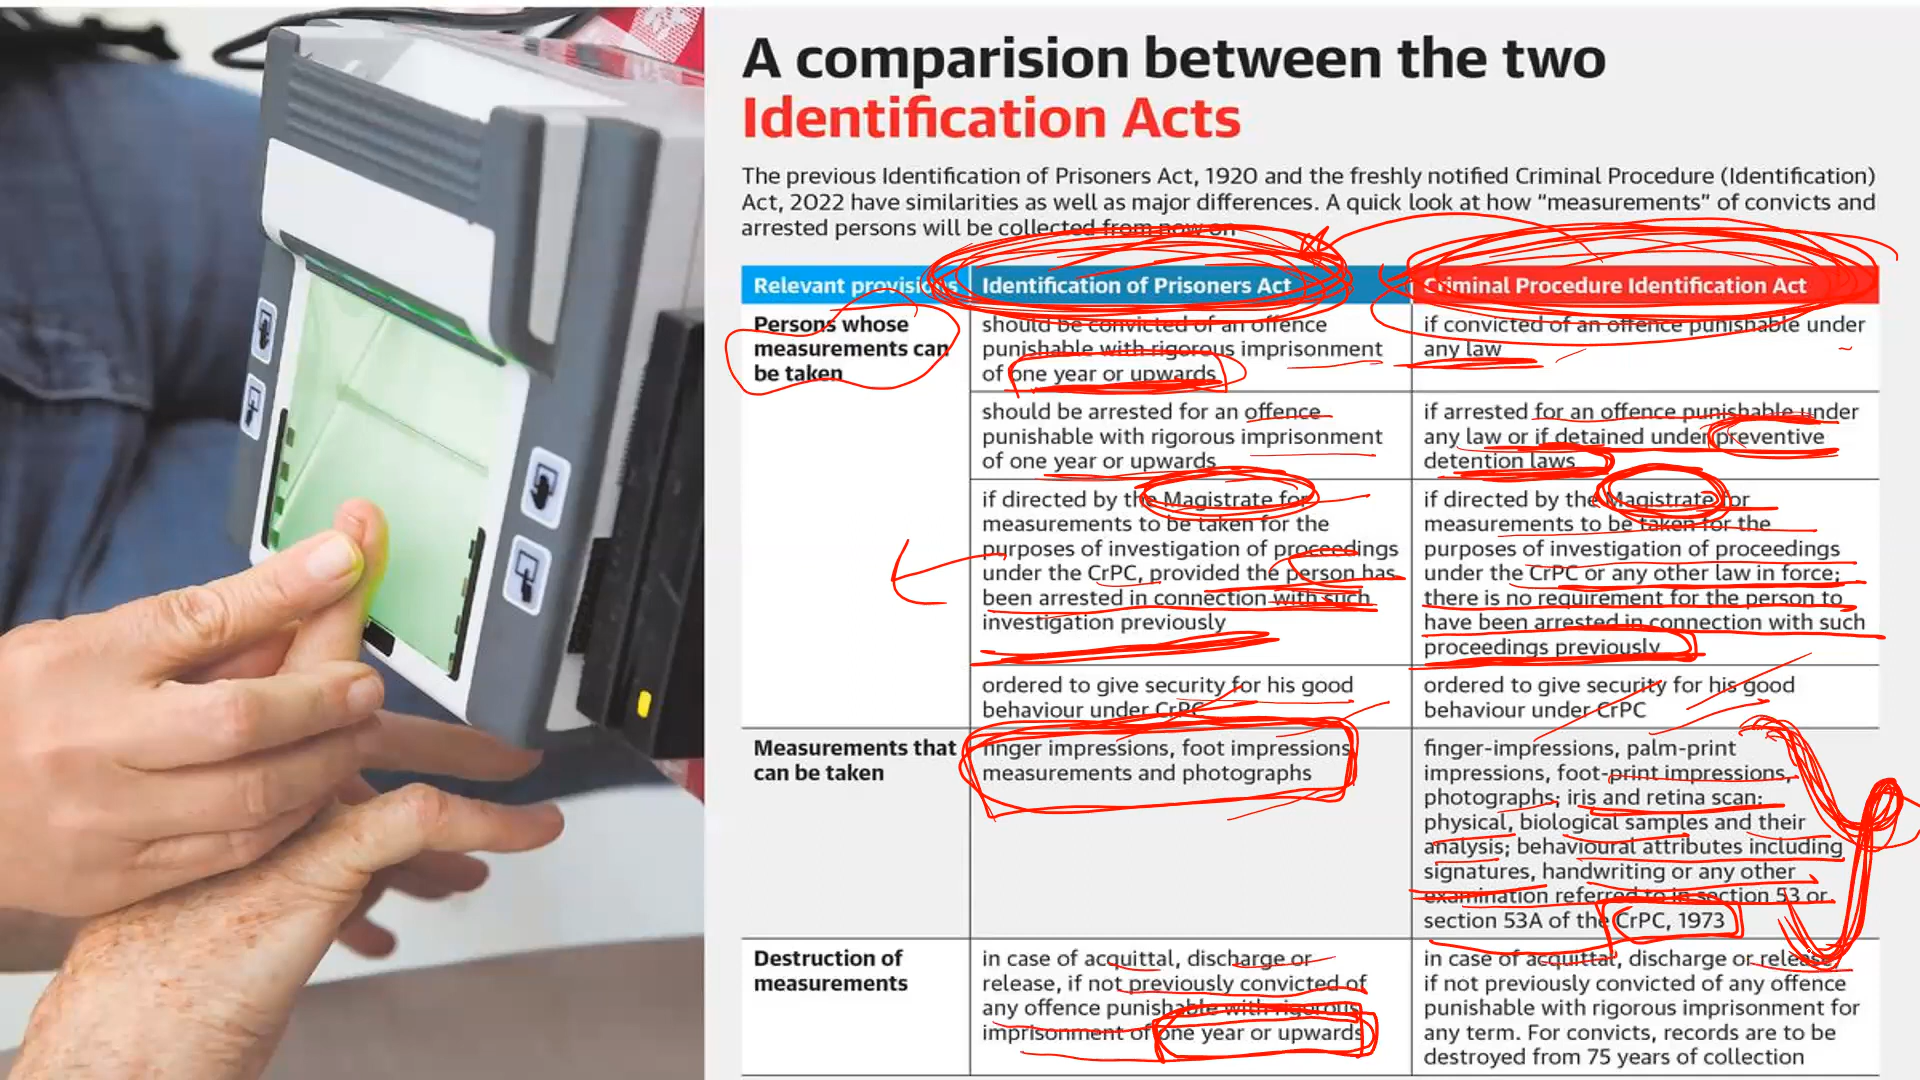 A comparision between the two
Identification Acts
The previous Identification of Prisoners Act, 1920 and the freshly notified Criminal Procedure (Identification)
Act, 2022 have similarities as well as major differences. A quick look at how “measurements” of convicts and
arrested persons will be collected from now on
Relevant provisions
Identification of Prisoners Act
Criminal Procedure Identification Act
Persons whose
measurements can
be taken
should be convicted of an offence
punishable with rigorous imprisonment
of one year or upwards
if convicted of an offence punishable under
any law
should be arrested for an offence
punishable with rigorous imprisonment
of one year or upwards
if arrested for an offence punishable under
any law or if detained under preventive
detention laws
if directed by the Magistrate for
measurements to be taken for the
purposes of investigation of proceedings
under the CrPC, provided the person has
been arrested in connection with such
investigation previously
if directed by the Magistrate for
measurements to be taken for the
purposes of investigation of proceedings
under the CrPC or any other law in force;
there is no requirement for the person to
have been arrested in connection with such
proceedings previously
ordered to give security for his good
behaviour under CrPC
ordered to give security for his good
behaviour under CrPC
Measurements that
can be taken
finger impressions, foot impressions
measurements and photographs
finger-impressions, palm-print
impressions, foot-print impressions,
photographs; iris and retina scan;
physical, biological samples and their
analysis; behavioural attributes including
signatures, handwriting or any other
examination referred to in section 53 or
section 53A of the CrPC, 1973
Destruction of
measurements
in case of acquittal, discharge or
release, if not previously convicted of
any offence punishable with rigorous
imprisonment of one year or upwards
in case of acquittal, discharge or release,
if not previously convicted of any offence
punishable with rigorous imprisonment for
any term. For convicts, records are to be
destroyed from 75 years of collection